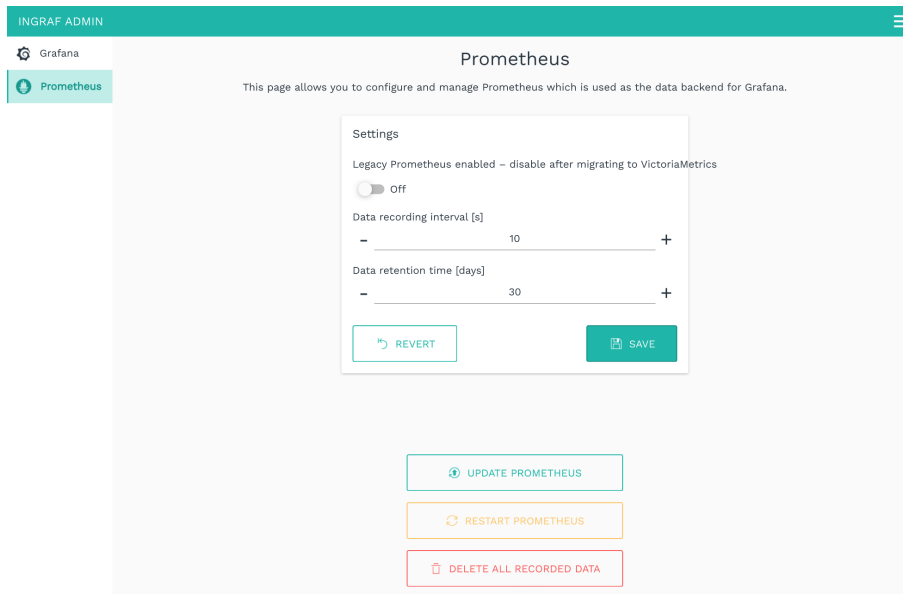 INGRAF ADMIN
Grafana
Prometheus
Prometheus
This page allows you to configure and manage Prometheus which is used as the data backend for Grafana.
Settings
Legacy Prometheus enabled – disable after migrating to VictoriaMetrics
Off
Data recording interval [s]
- 10 +
Data retention time [days]
- 30 +
REVERT SAVE
UPDATE PROMETHEUS
RESTART PROMETHEUS
DELETE ALL RECORDED DATA